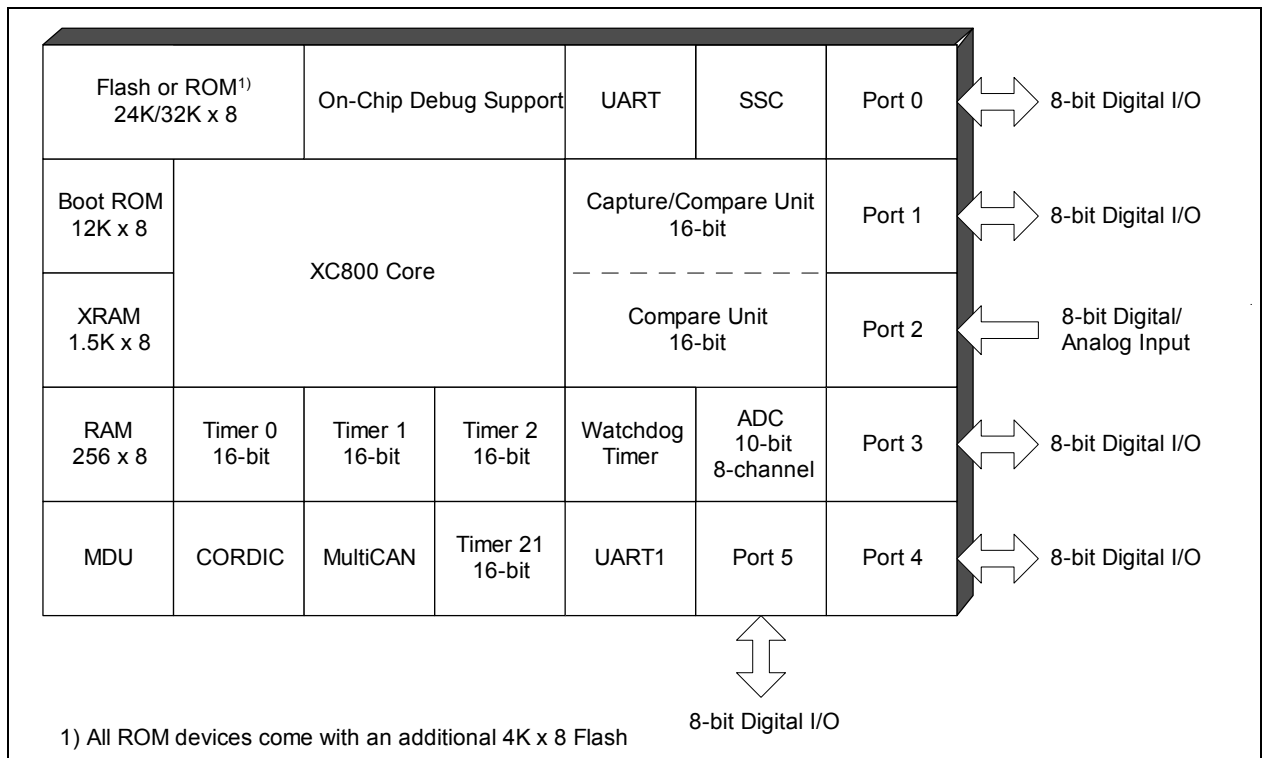 Flash or ROM1)
24K/32K x 8
On-Chip Debug Support
UART
SSC
Port 0
8-bit Digital I/O
Boot ROM
12K x 8
XC800 Core
Capture/Compare Unit
16-bit
Port 1
8-bit Digital I/O
XRAM
1.5K x 8
Compare Unit
16-bit
Port 2
8-bit Digital/
Analog Input
RAM
256 x 8
Timer 0
16-bit
Timer 1
16-bit
Timer 2
16-bit
Watchdog
Timer
ADC
10-bit
8-channel
Port 3
8-bit Digital I/O
MDU
CORDIC
MultiCAN
Timer 21
16-bit
UART1
Port 5
Port 4
8-bit Digital I/O
8-bit Digital I/O
1) All ROM devices come with an additional 4K x 8 Flash